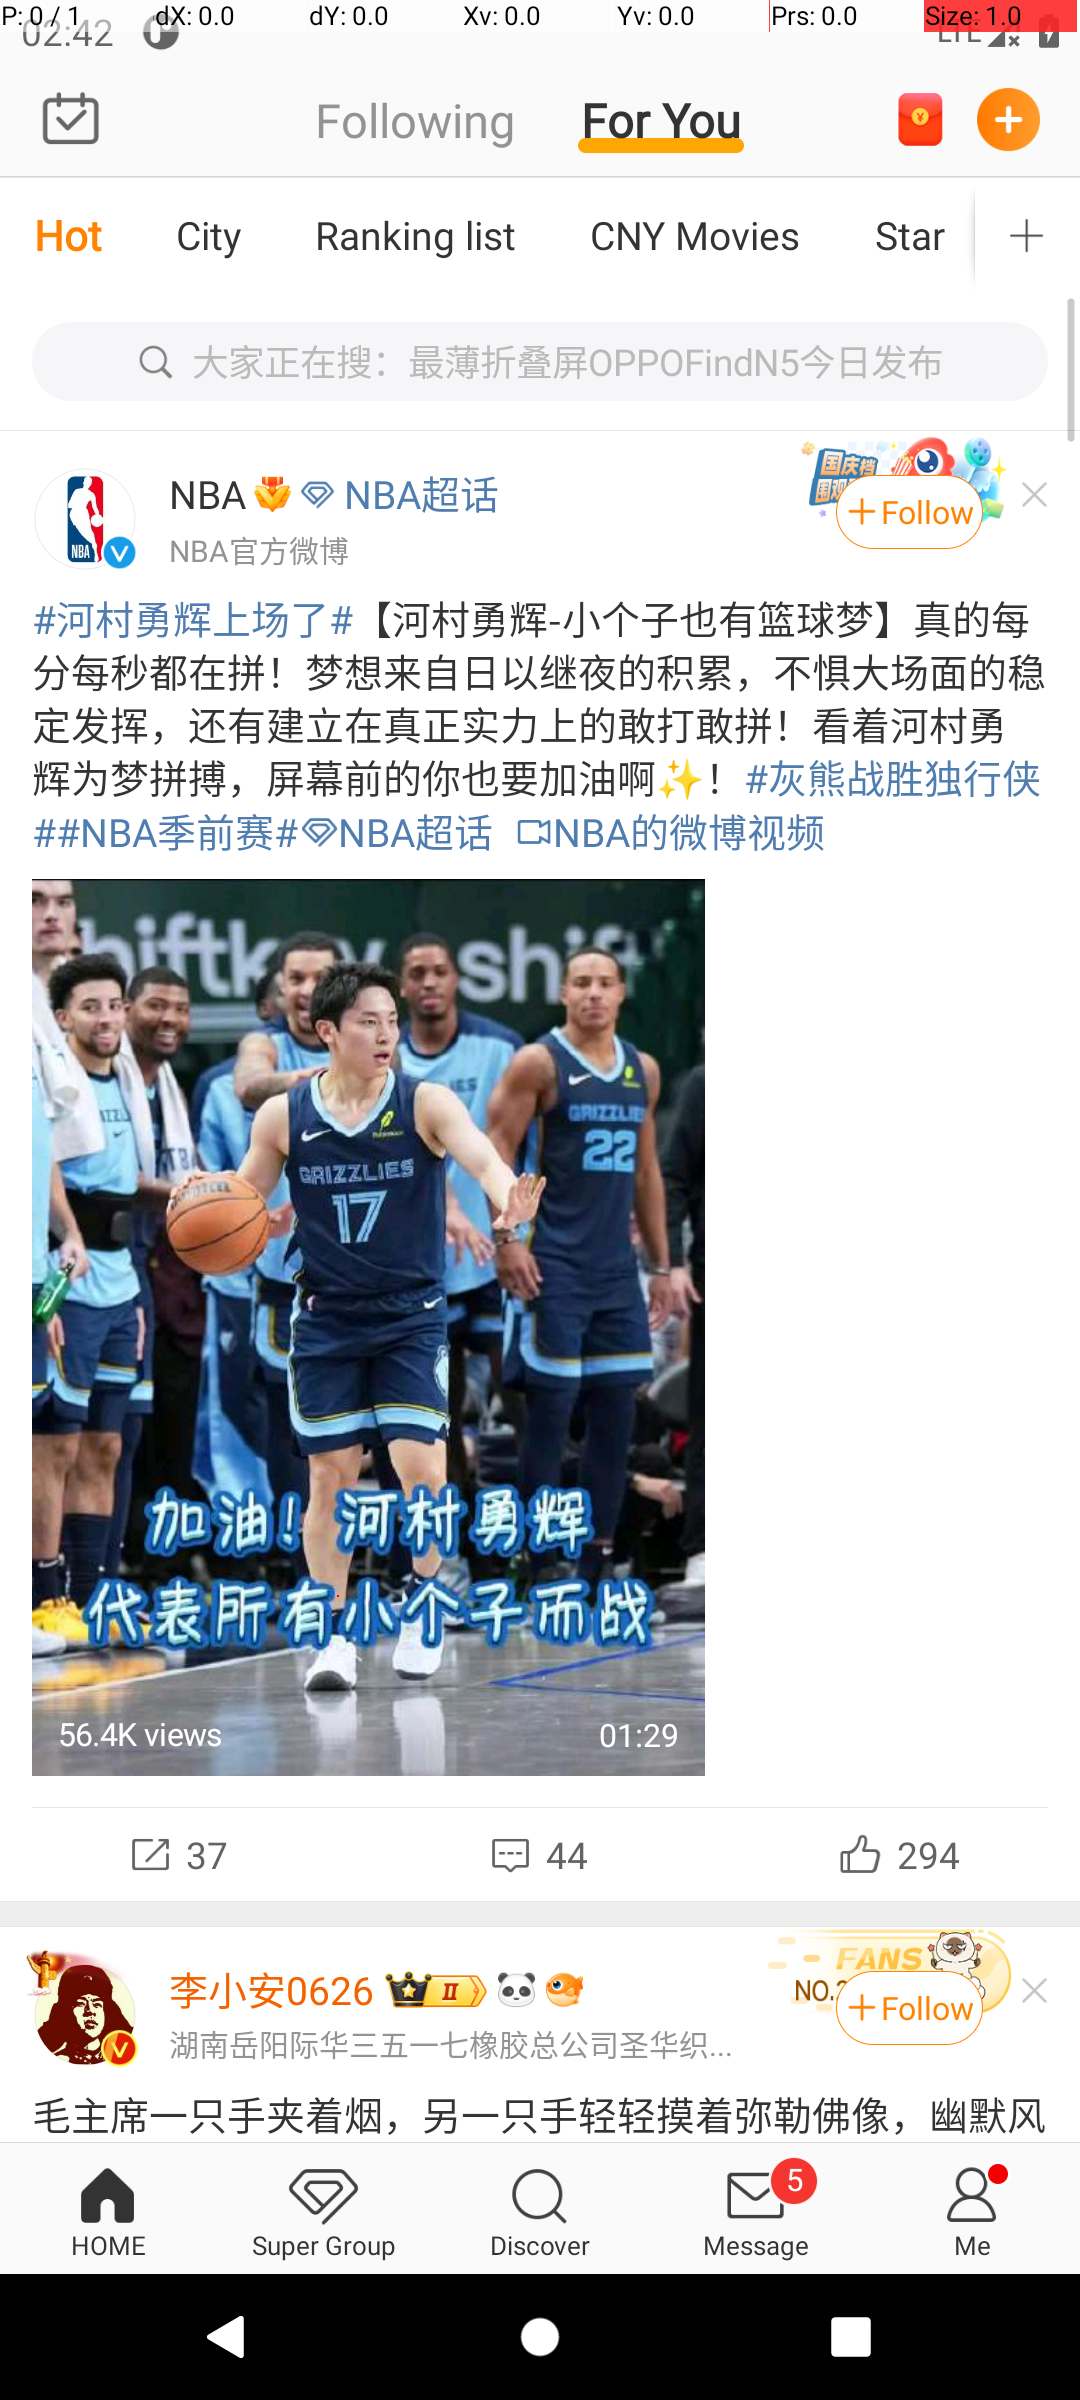 P: 0 / 1 dX: 0.0 dY: 0.0 Xv: 0.0 Yv: 0.0 Prs: 0.0 Size: 1.0
02:42 LTE
Following For You
Hot City Ranking list CNY Movies Star
大家正在搜：最薄折叠屏OPPOFindN5今日发布
NBA NBA超话
国庆档
+Follow
NBA官方微博
#河村勇辉上场了#【河村勇辉-小个子也有篮球梦】真的每
分每秒都在拼！梦想来自日以继夜的积累，不惧大场面的稳
定发挥，还有建立在真正实力上的敢打敢拼！看着河村勇
辉为梦拼搏，屏幕前的你也要加油啊✨！#灰熊战胜独行侠
##NBA季前赛#NBA超话 NBA的微博视频
GRIZZLIES
17
GRIZZLIES
22
加油！河村勇辉
代表所有小个子而战
56.4K views 01:29
37 44 294
李小安0626 II
FANS
NO.
+Follow
湖南岳阳际华三五一七橡胶总公司圣华织...
毛主席一只手夹着烟，另一只手轻轻摸着弥勒佛像，幽默风
5
HOME Super Group Discover Message Me